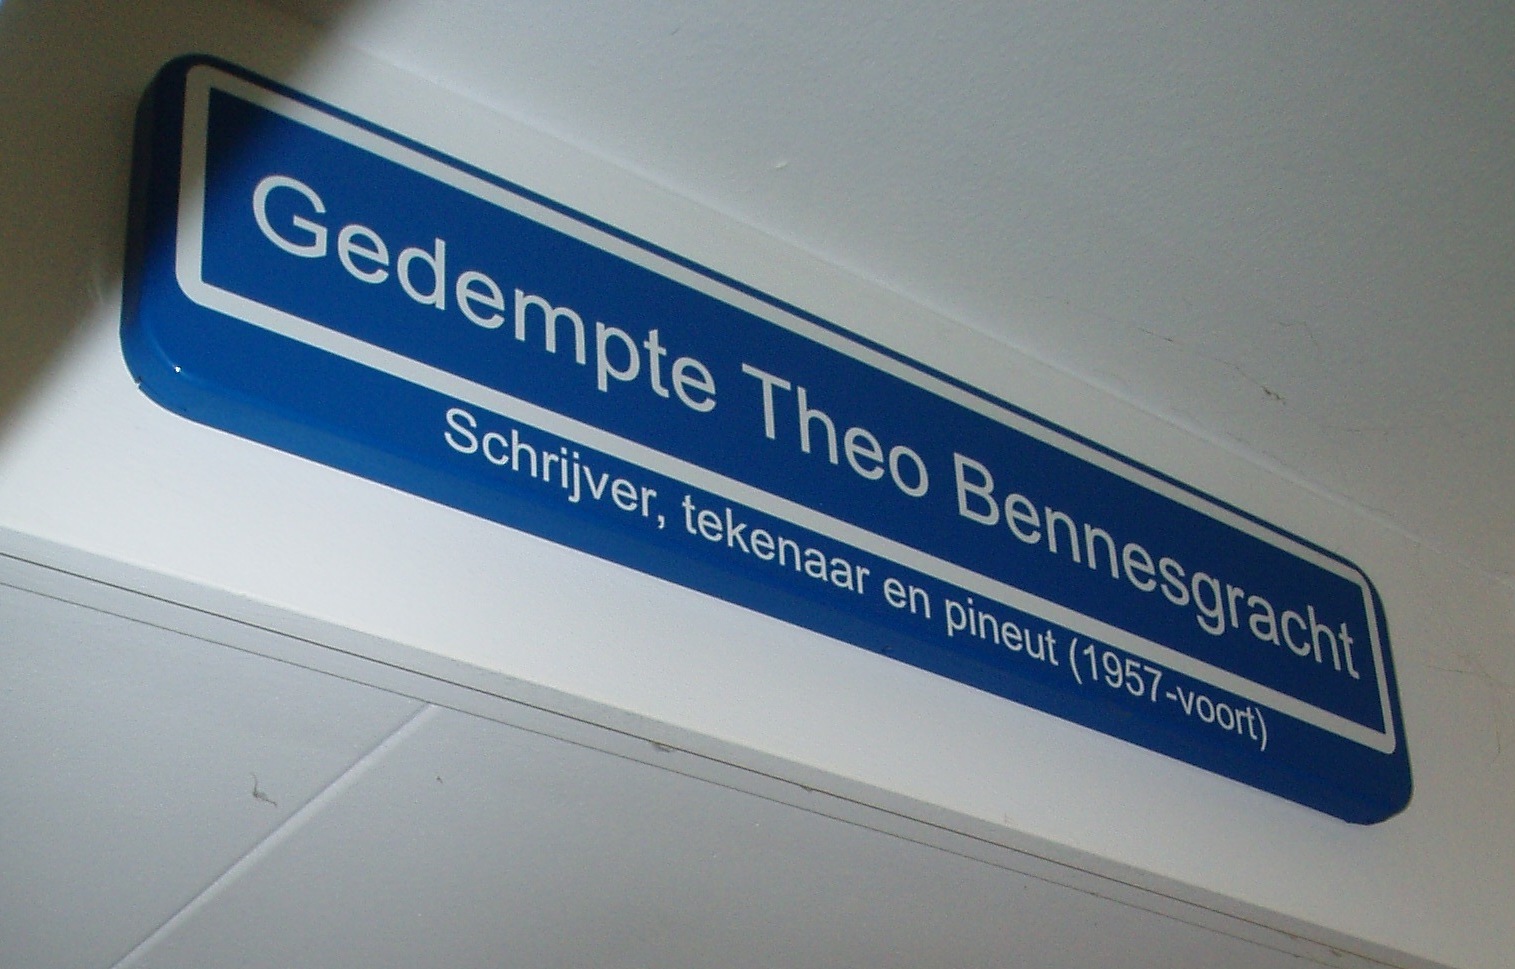 Gedempte Theo Bennesgracht
Schrijver, tekenaar en pineut (1957-voort)